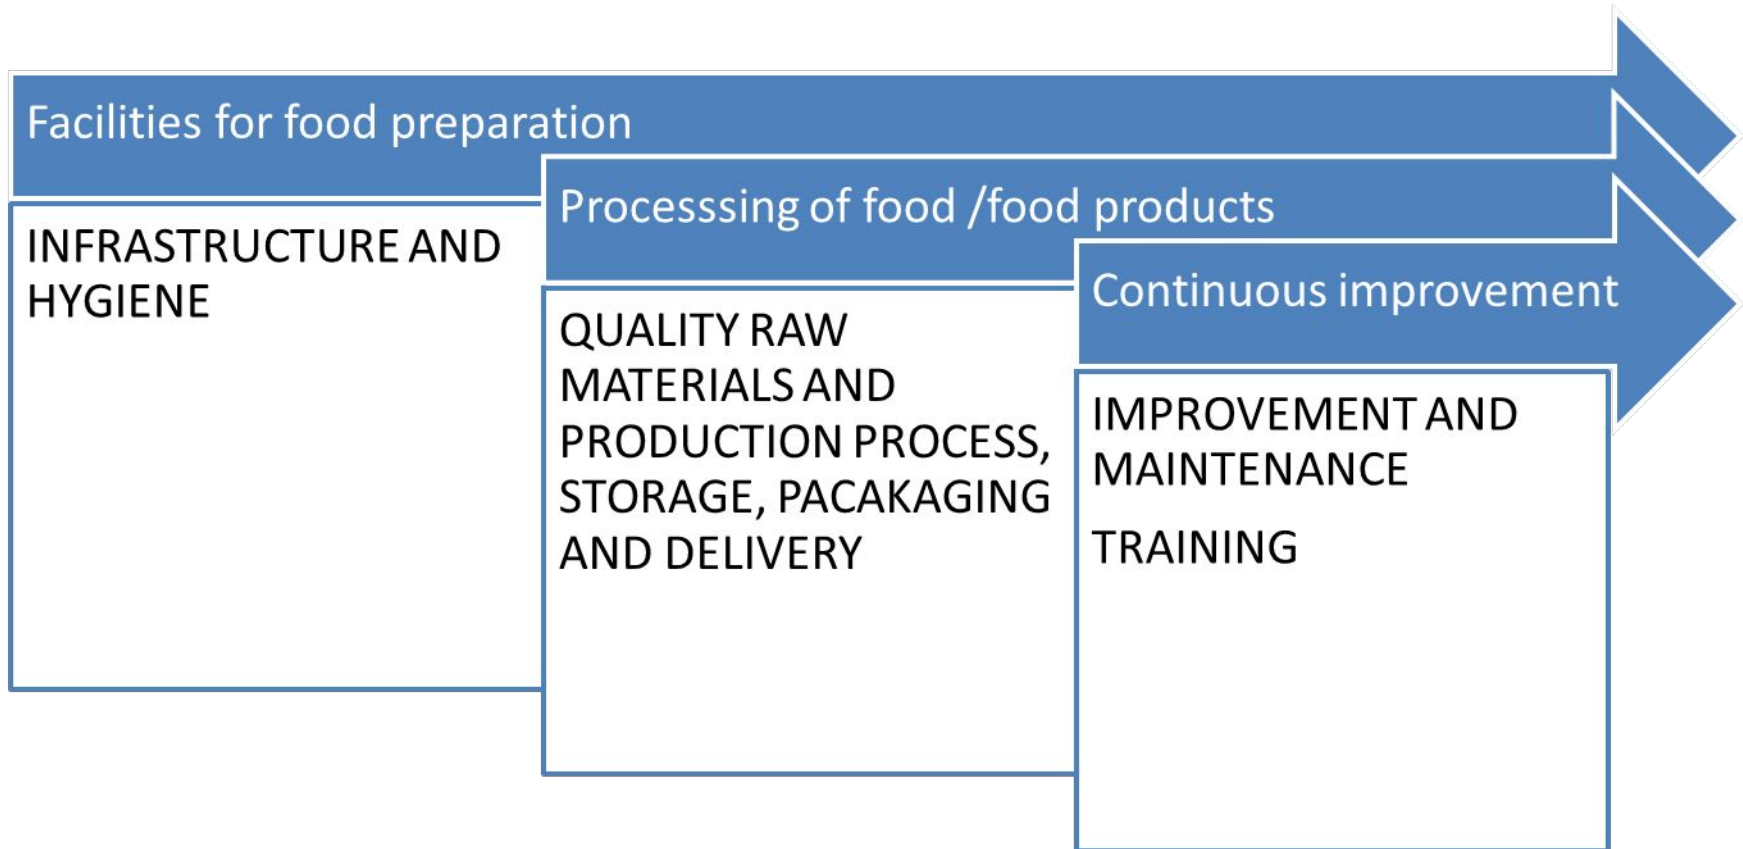 Facilities for food preparation
INFRASTRUCTURE AND
HYGIENE
Processsing of food /food products
QUALITY RAW
MATERIALS AND
PRODUCTION PROCESS,
STORAGE, PACAKAGING
AND DELIVERY
Continuous improvement
IMPROVEMENT AND
MAINTENANCE
TRAINING